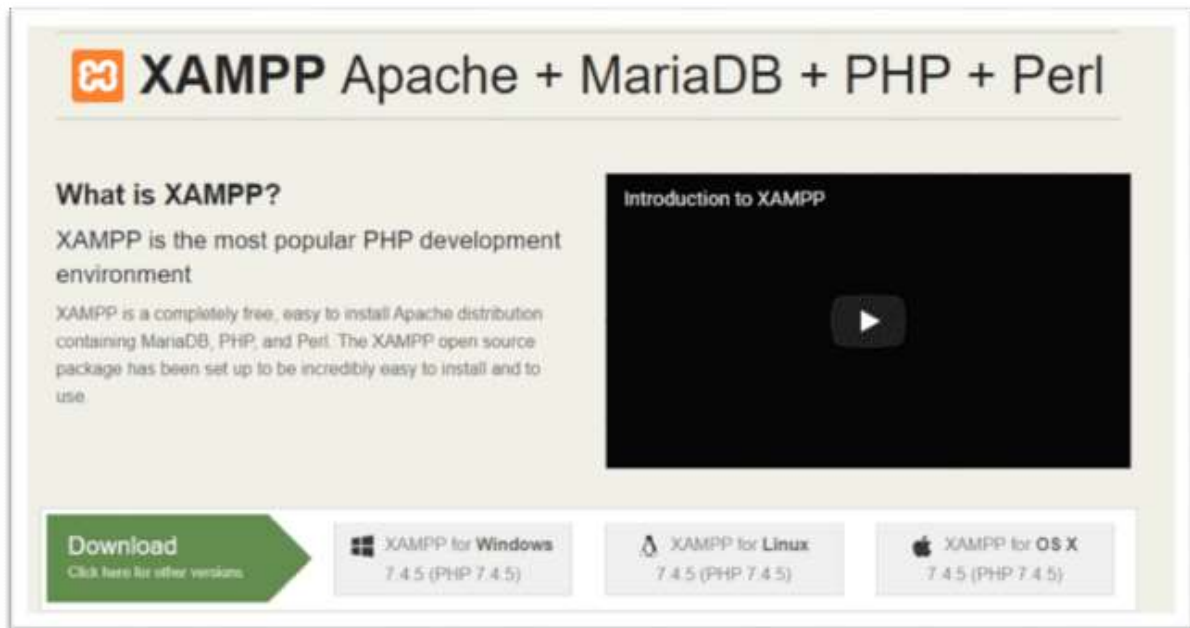 XAMPP Apache + MariaDB + PHP + Perl
What is XAMPP?
XAMPP is the most popular PHP development
environment
XAMPP is a completely free, easy to install Apache distribution
containing MariaDB, PHP, and Perl. The XAMPP open source
package has been set up to be incredibly easy to install and to
use.
Introduction to XAMPP
Download
Click here for other versions
XAMPP for Windows
7.4.5 (PHP 7.4.5)
XAMPP for Linux
7.4.5 (PHP 7.4.5)
XAMPP for OS X
7.4.5 (PHP 7.4.5)